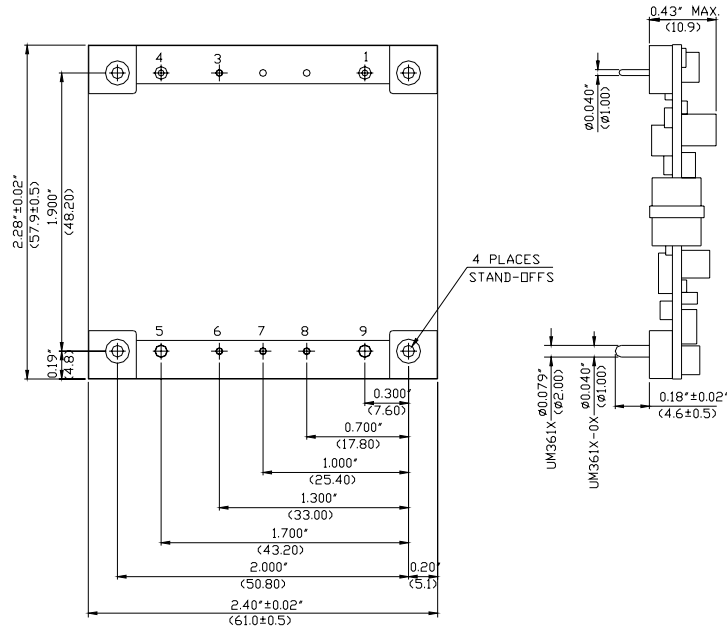 0.43" MAX.
(10.9)
4 3 1
Ø0.040"
(Ø1.00)
2.28"±0.02"
(57.9±0.5)
1.900"
(48.20)
4 PLACES
STAND-OFFS
5 6 7 8 9
0.19"
(4.8)
0.300"
(7.60)
0.700"
(17.80)
1.000"
(25.40)
1.300"
(33.00)
1.700"
(43.20)
2.000"
(50.80)
0.20"
(5.1)
2.40"±0.02"
(61.0±0.5)
UM361X Ø0.079"
(Ø2.00)
UM361X-0X Ø0.040"
(Ø1.00)
0.18"±0.02"
(4.6±0.5)